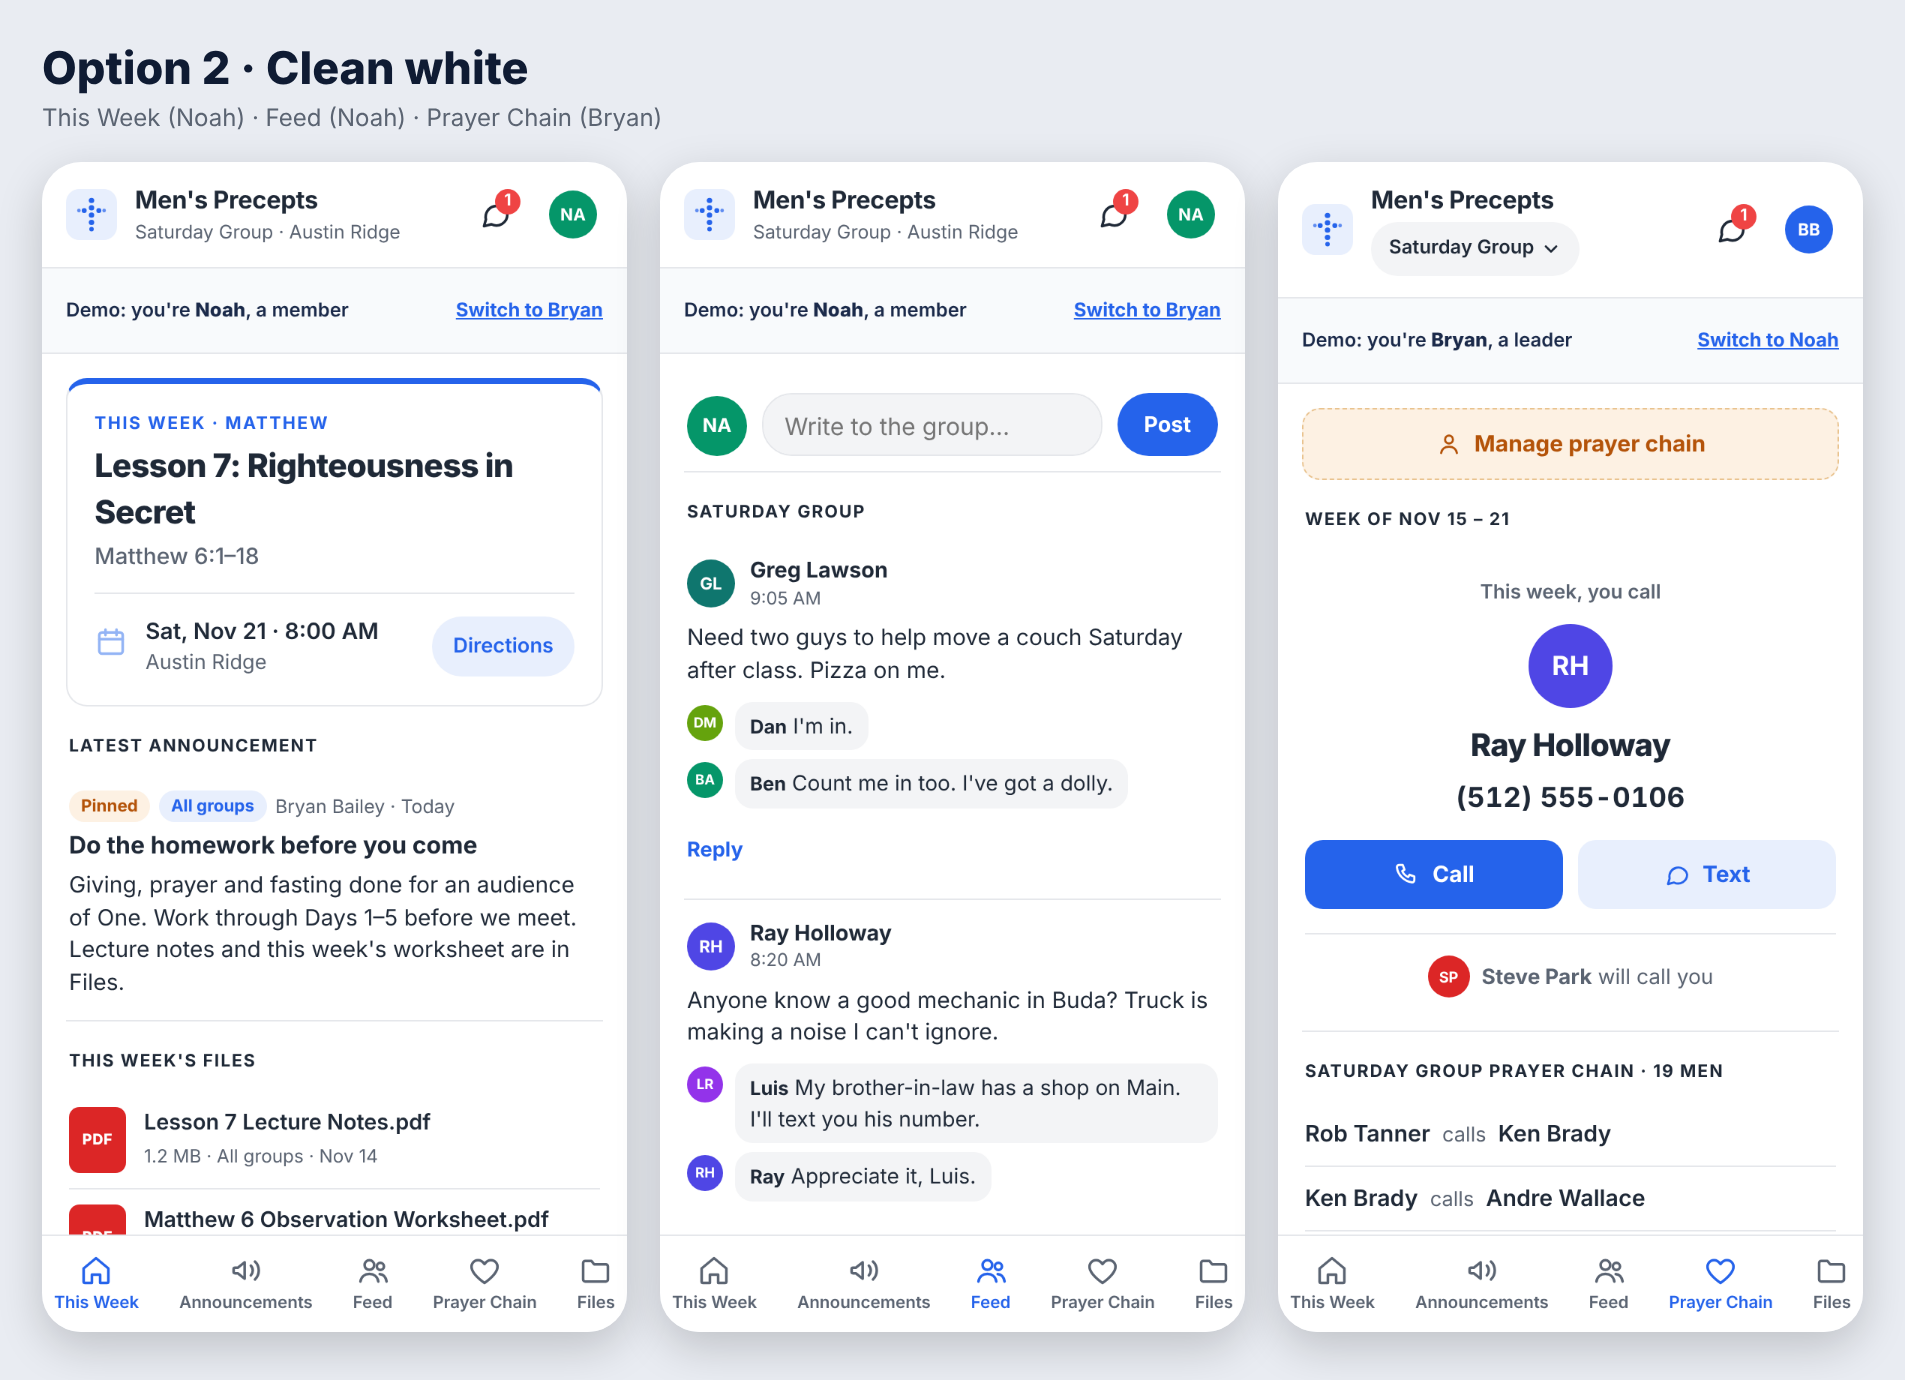 Option 2 · Clean white
This Week (Noah) · Feed (Noah) · Prayer Chain (Bryan)
Men's Precepts
Saturday Group · Austin Ridge
1
NA
Demo: you're Noah, a member
Switch to Bryan
THIS WEEK · MATTHEW
Lesson 7: Righteousness in
Secret
Matthew 6:1–18
Sat, Nov 21 · 8:00 AM
Austin Ridge
Directions
LATEST ANNOUNCEMENT
Pinned
All groups
Bryan Bailey · Today
Do the homework before you come
Giving, prayer and fasting done for an audience
of One. Work through Days 1–5 before we meet.
Lecture notes and this week's worksheet are in
Files.
THIS WEEK'S FILES
PDF
Lesson 7 Lecture Notes.pdf
1.2 MB · All groups · Nov 14
PDF
Matthew 6 Observation Worksheet.pdf
This Week
Announcements
Feed
Prayer Chain
Files
Men's Precepts
Saturday Group · Austin Ridge
1
NA
Demo: you're Noah, a member
Switch to Bryan
NA
Write to the group...
Post
SATURDAY GROUP
GL
Greg Lawson
9:05 AM
Need two guys to help move a couch Saturday
after class. Pizza on me.
DM
Dan I'm in.
BA
Ben Count me in too. I've got a dolly.
Reply
RH
Ray Holloway
8:20 AM
Anyone know a good mechanic in Buda? Truck is
making a noise I can't ignore.
LR
Luis My brother-in-law has a shop on Main.
I'll text you his number.
RH
Ray Appreciate it, Luis.
This Week
Announcements
Feed
Prayer Chain
Files
Men's Precepts
Saturday Group
1
BB
Demo: you're Bryan, a leader
Switch to Noah
Manage prayer chain
WEEK OF NOV 15 – 21
This week, you call
RH
Ray Holloway
(512) 555-0106
Call
Text
SP
Steve Park will call you
SATURDAY GROUP PRAYER CHAIN · 19 MEN
Rob Tanner calls Ken Brady
Ken Brady calls Andre Wallace
This Week
Announcements
Feed
Prayer Chain
Files